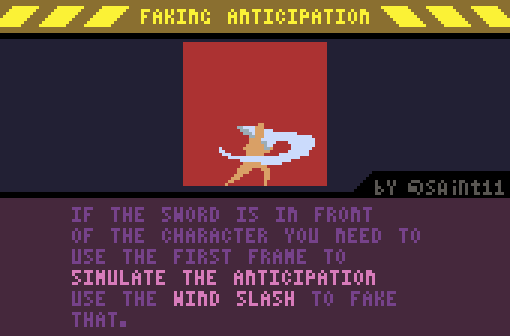 FAKING ANTICIPATION
BY @SAINT11
IF THE SWORD IS IN FRONT
OF THE CHARACTER YOU NEED TO
USE THE FIRST FRAME TO
SIMULATE THE ANTICIPATION
USE THE WIND SLASH TO FAKE
THAT.